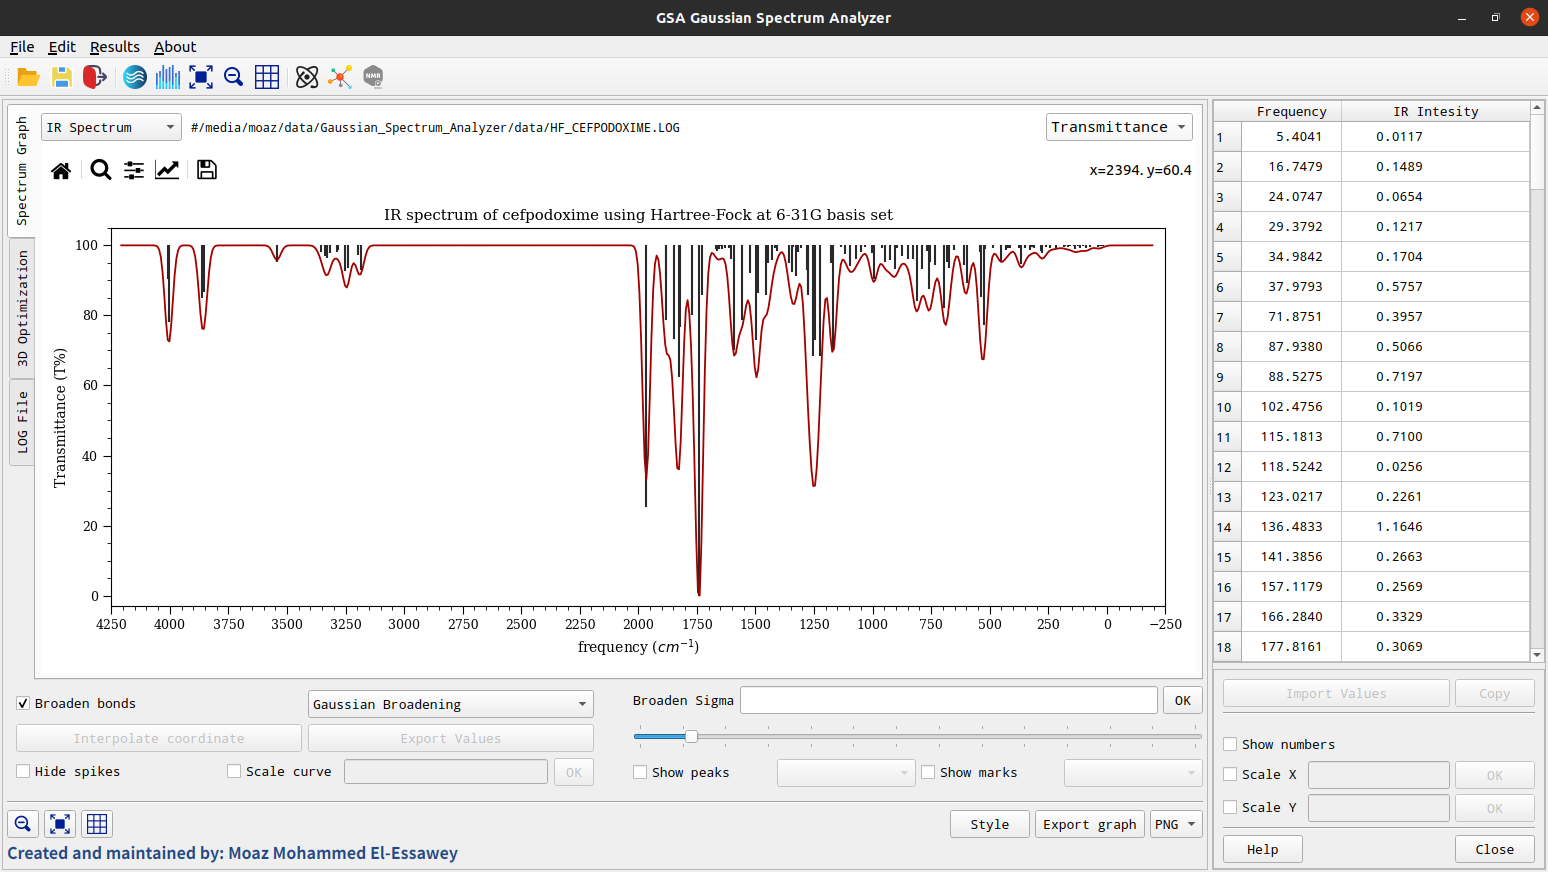 GSA Gaussian Spectrum Analyzer
File Edit Results About
NMR
Spectrum Graph
3D Optimization
LOG File
IR Spectrum #/media/moaz/data/Gaussian_Spectrum_Analyzer/data/HF_CEFPODOXIME.LOG Transmittance
x=2394. y=60.4
IR spectrum of cefpodoxime using Hartree-Fock at 6-31G basis set
Transmittance (T%)
100
80
60
40
20
0
4250 4000 3750 3500 3250 3000 2750 2500 2250 2000 1750 1500 1250 1000 750 500 250 0 −250
frequency (cm⁻¹)
Frequency IR Intesity
1 5.4041 0.0117
2 16.7479 0.1489
3 24.0747 0.0654
4 29.3792 0.1217
5 34.9842 0.1704
6 37.9793 0.5757
7 71.8751 0.3957
8 87.9380 0.5066
9 88.5275 0.7197
10 102.4756 0.1019
11 115.1813 0.7100
12 118.5242 0.0256
13 123.0217 0.2261
14 136.4833 1.1646
15 141.3856 0.2663
16 157.1179 0.2569
17 166.2840 0.3329
18 177.8161 0.3069
Broaden bonds Gaussian Broadening Broaden Sigma OK
Interpolate coordinate Export Values
Hide spikes Scale curve OK Show peaks Show marks
Style Export graph PNG
Created and maintained by: Moaz Mohammed El-Essawey
Import Values Copy
Show numbers
Scale X OK
Scale Y OK
Help Close